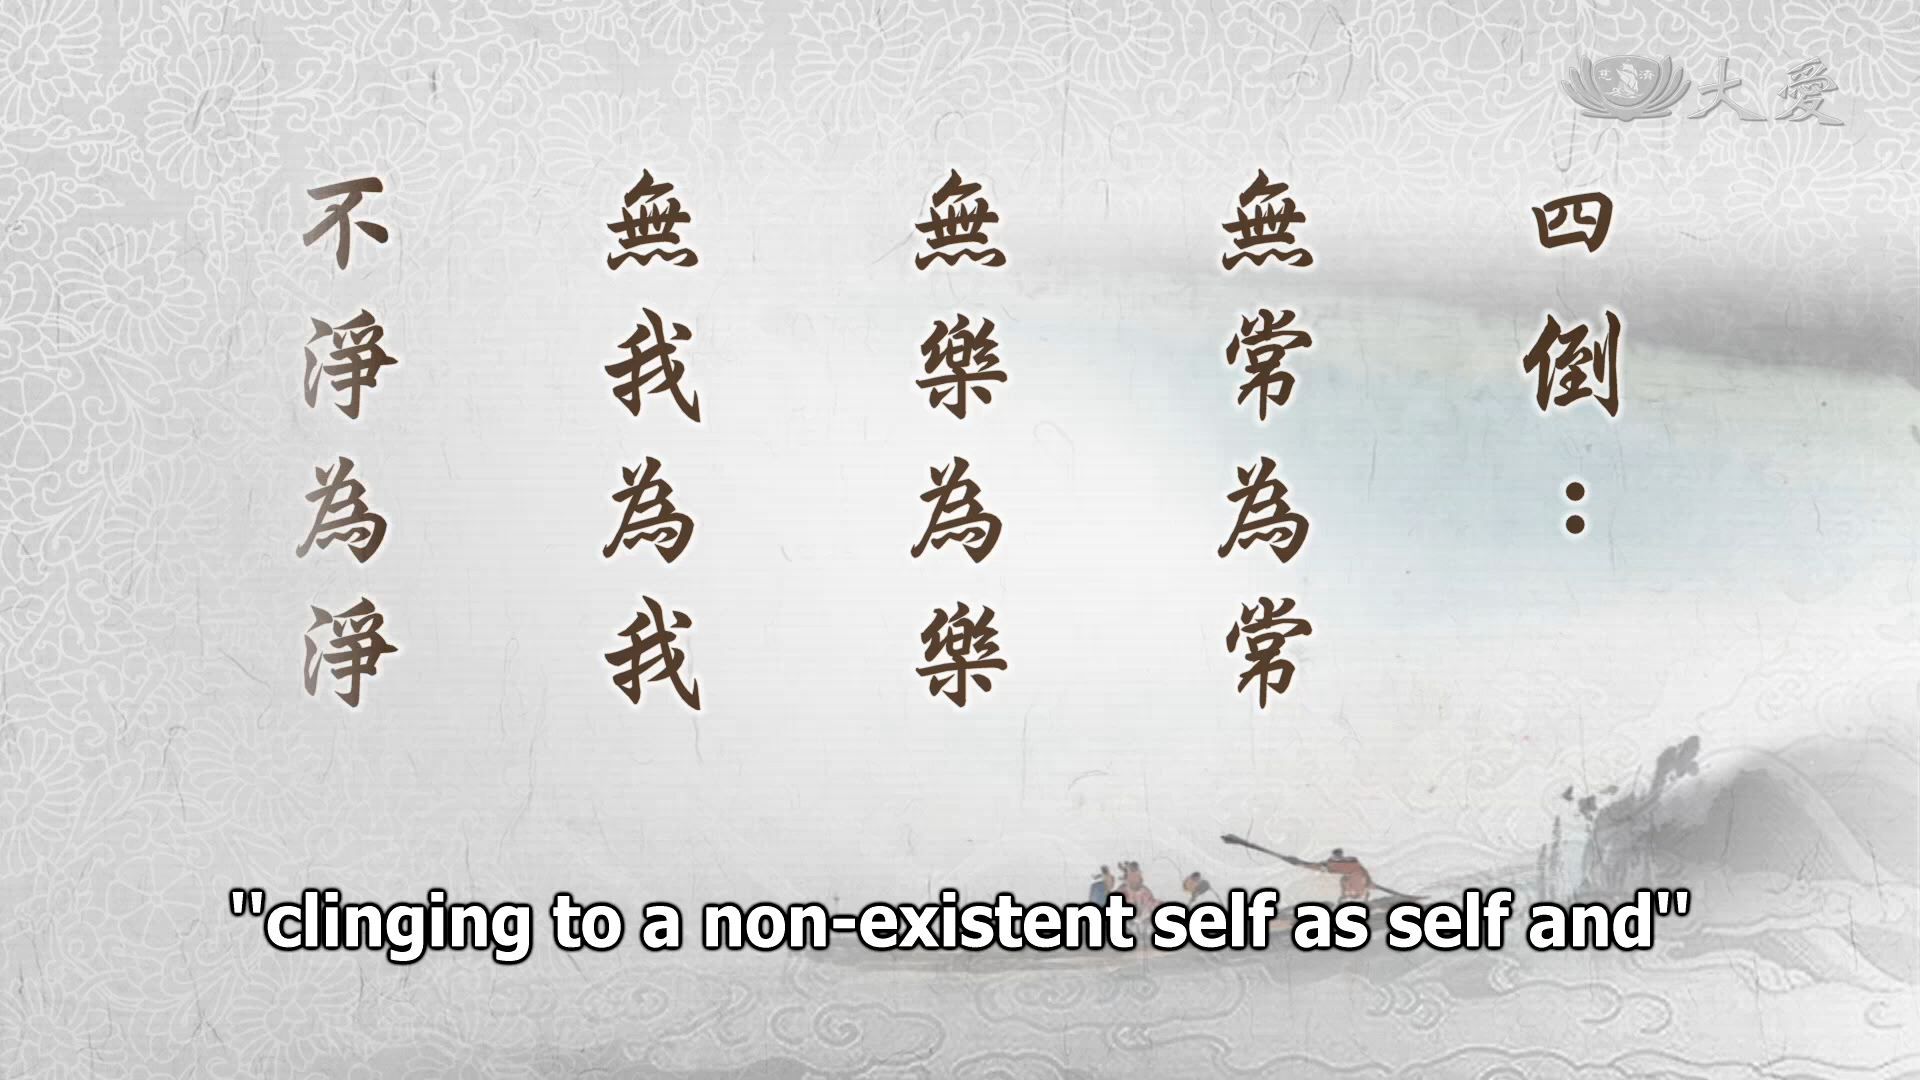 大愛
四倒：
無常為常
無樂為樂
無我為我
不淨為淨
"clinging to a non-existent self as self and"